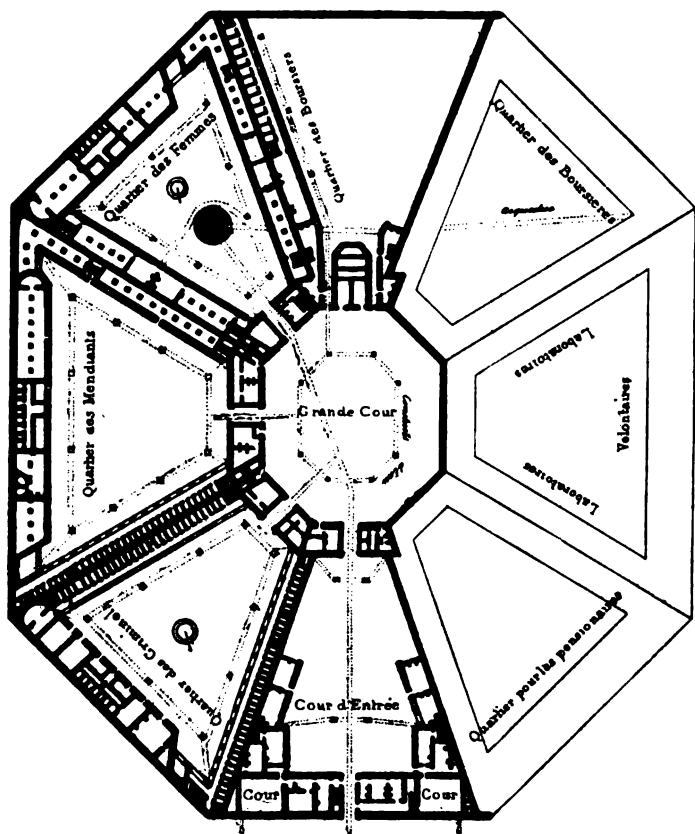 Quartier des Boursiers
Quartier des Femmes
Quartier des Boursieres
Laboratoires
Quartier des Mendiants
Grande Cour
Volontaires
Laboratoires
Quartier des Criminel
Quartier pour les pensionnaires
Cour d'Entrée
Cour
Cour